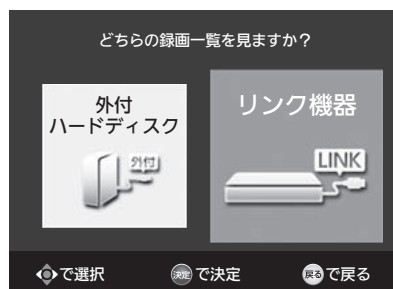 どちらの録画一覧を見ますか？
外付
ハードディスク
外付
リンク機器
LINK
で選択
決定 で決定
戻る で戻る